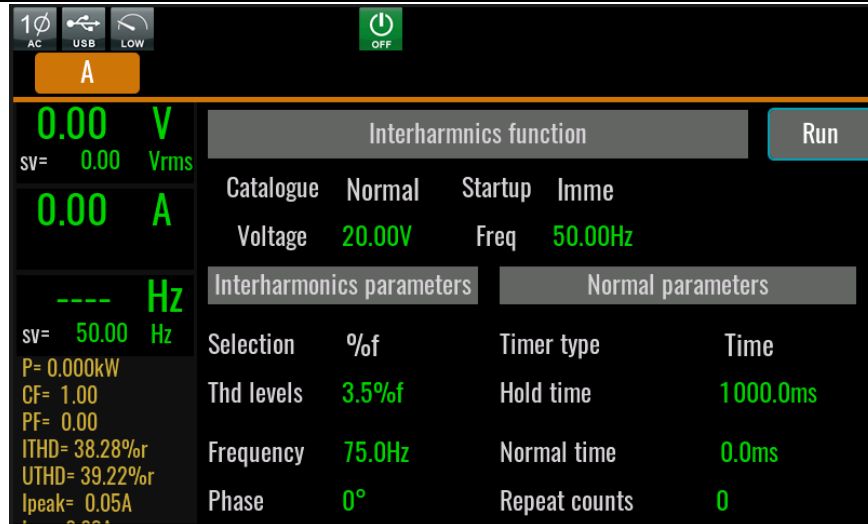 1Ø AC USB LOW OFF
A
0.00 V
sv= 0.00 Vrms
0.00 A
---- Hz
sv= 50.00 Hz
P= 0.000kW
CF= 1.00
PF= 0.00
ITHD= 38.28%r
UTHD= 39.22%r
Ipeak= 0.05A
Interharmnics function Run
Catalogue Normal Startup Imme
Voltage 20.00V Freq 50.00Hz
Interharmonics parameters Normal parameters
Selection %f Timer type Time
Thd levels 3.5%f Hold time 1000.0ms
Frequency 75.0Hz Normal time 0.0ms
Phase 0° Repeat counts 0